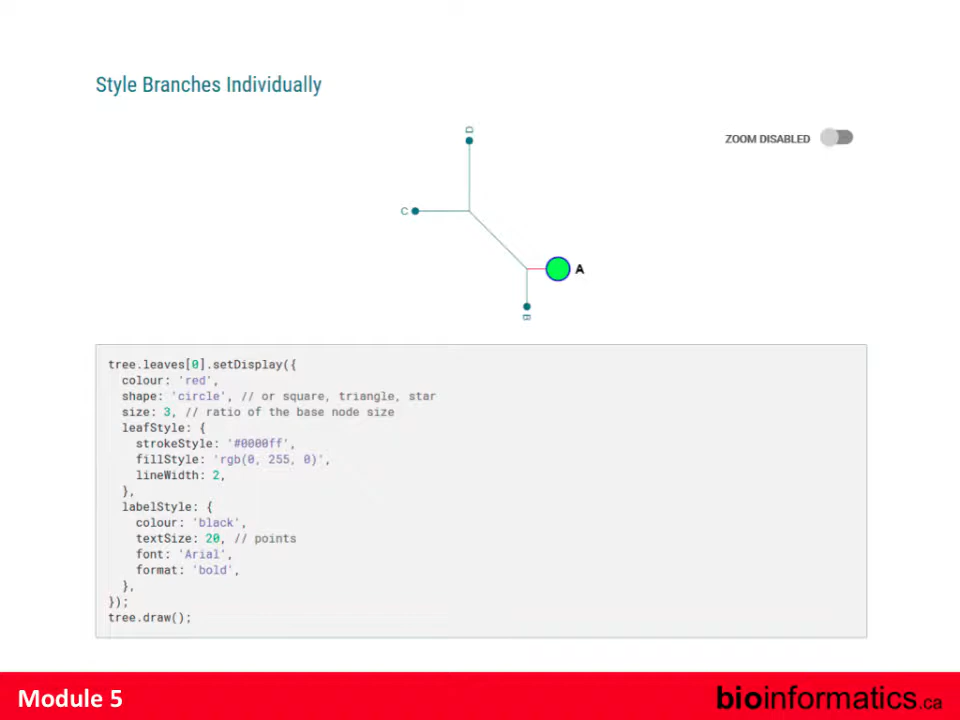 Style Branches Individually
D
ZOOM DISABLED
C
A
B
tree.leaves[0].setDisplay({
  colour: 'red',
  shape: 'circle', // or square, triangle, star
  size: 3, // ratio of the base node size
  leafStyle: {
    strokeStyle: '#0000ff',
    fillStyle: 'rgb(0, 255, 0)',
    lineWidth: 2,
  },
  labelStyle: {
    colour: 'black',
    textSize: 20, // points
    font: 'Arial',
    format: 'bold',
  },
});
tree.draw();
Module 5
bioinformatics.ca